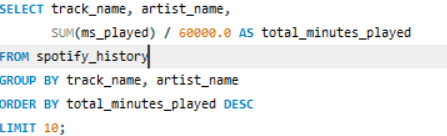 SELECT track_name, artist_name,
SUM(ms_played) / 60000.0 AS total_minutes_played
FROM spotify_history
GROUP BY track_name, artist_name
ORDER BY total_minutes_played DESC
LIMIT 10;